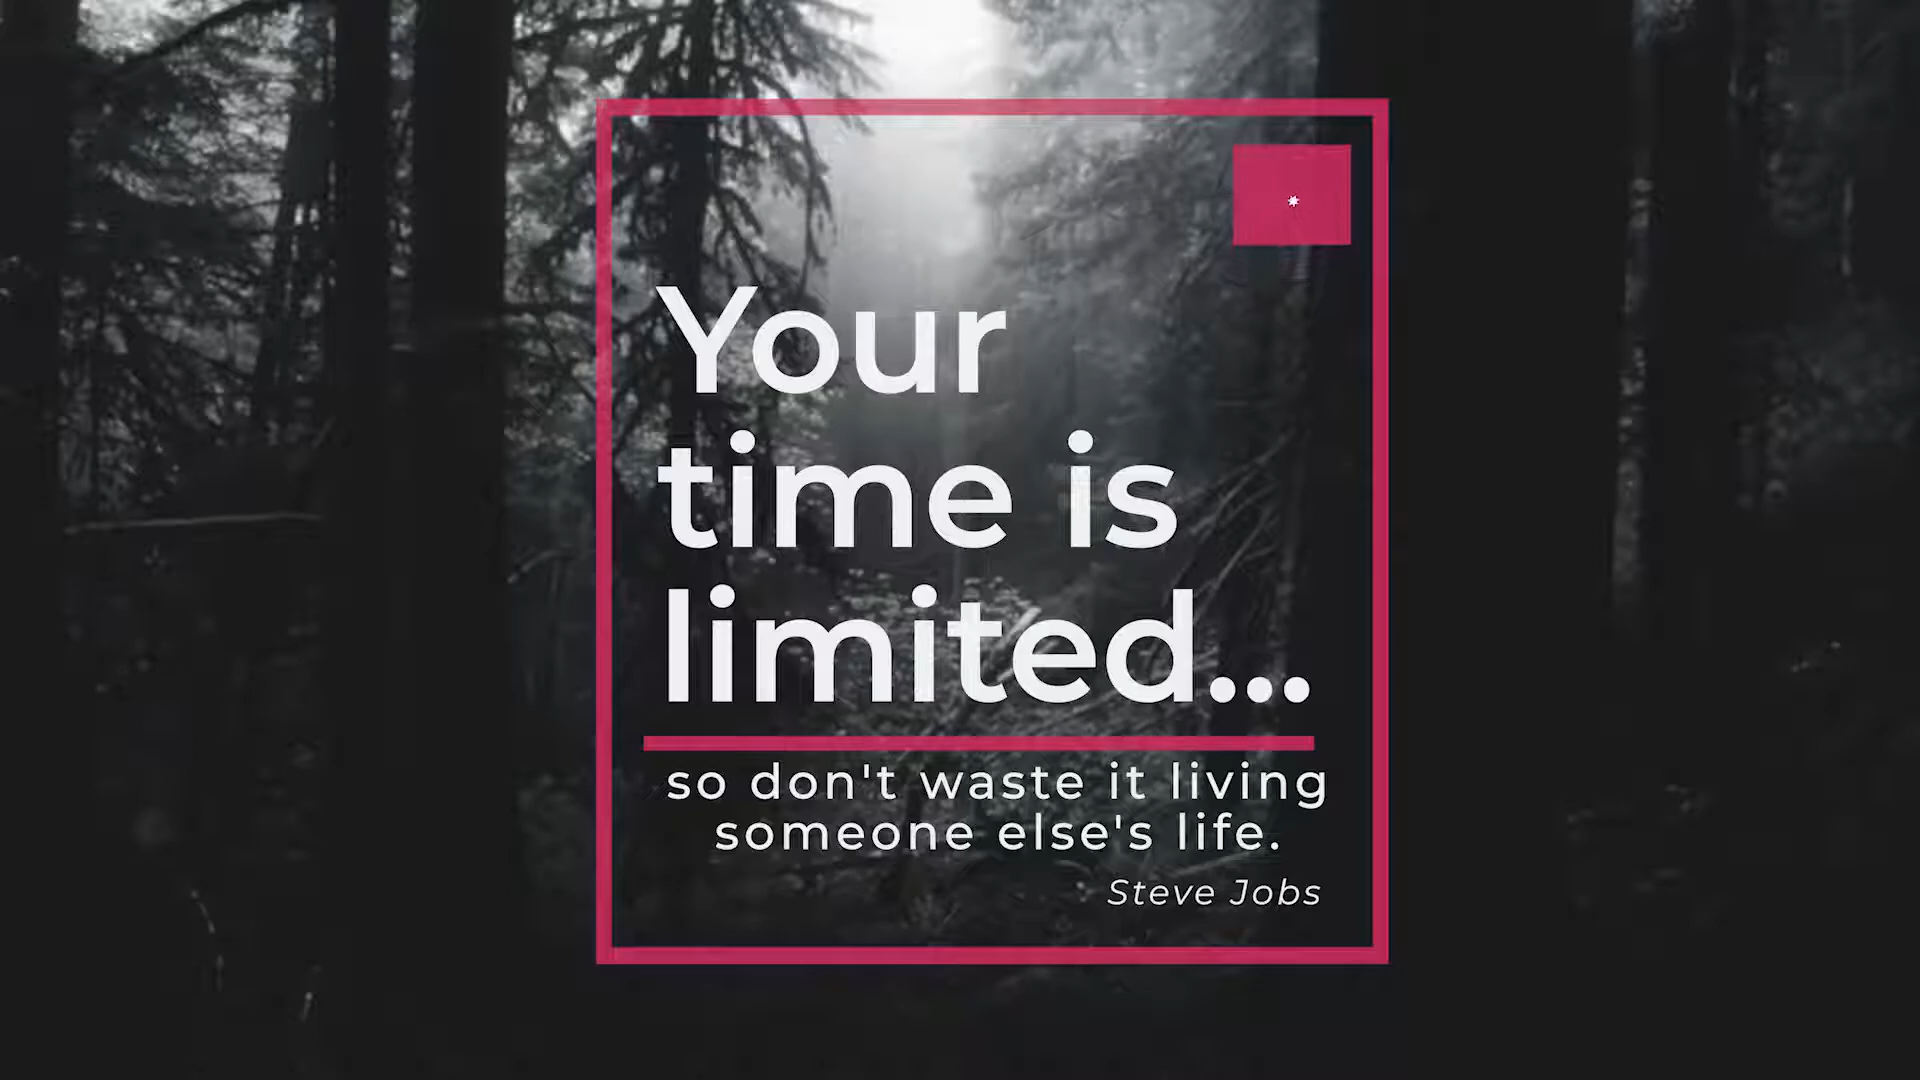 Your
time is
limited...
so don't waste it living
someone else's life.
Steve Jobs